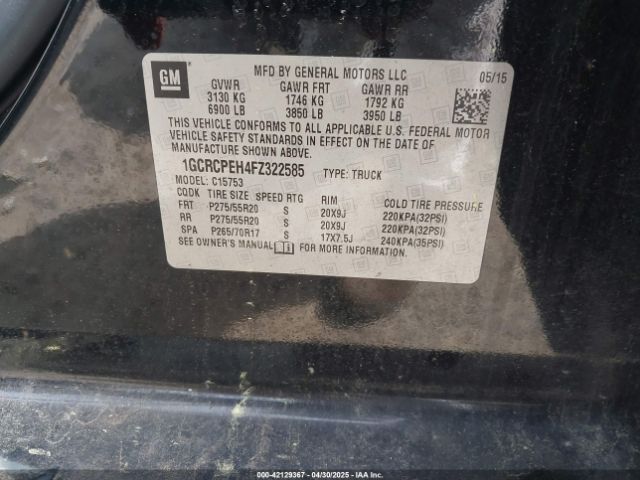 GM
MFD BY GENERAL MOTORS LLC 05/15
GVWR GAWR FRT GAWR RR
3130 KG 1746 KG 1792 KG
6900 LB 3850 LB 3950 LB
THIS VEHICLE CONFORMS TO ALL APPLICABLE U.S. FEDERAL MOTOR
VEHICLE SAFETY STANDARDS IN EFFECT ON THE DATE OF
MANUFACTURE SHOWN ABOVE.
1GCRCPEH4FZ322585 TYPE: TRUCK
MODEL: C15753
CODK TIRE SIZE SPEED RTG RIM COLD TIRE PRESSURE
FRT P275/55R20 S 20X9J 220KPA(32PSI)
RR P275/55R20 S 20X9J 220KPA(32PSI)
SPA P265/70R17 S 17X7.5J 240KPA(35PSI)
SEE OWNER'S MANUAL FOR MORE INFORMATION.
000-42129367 - 04/30/2025 - IAAI.COM